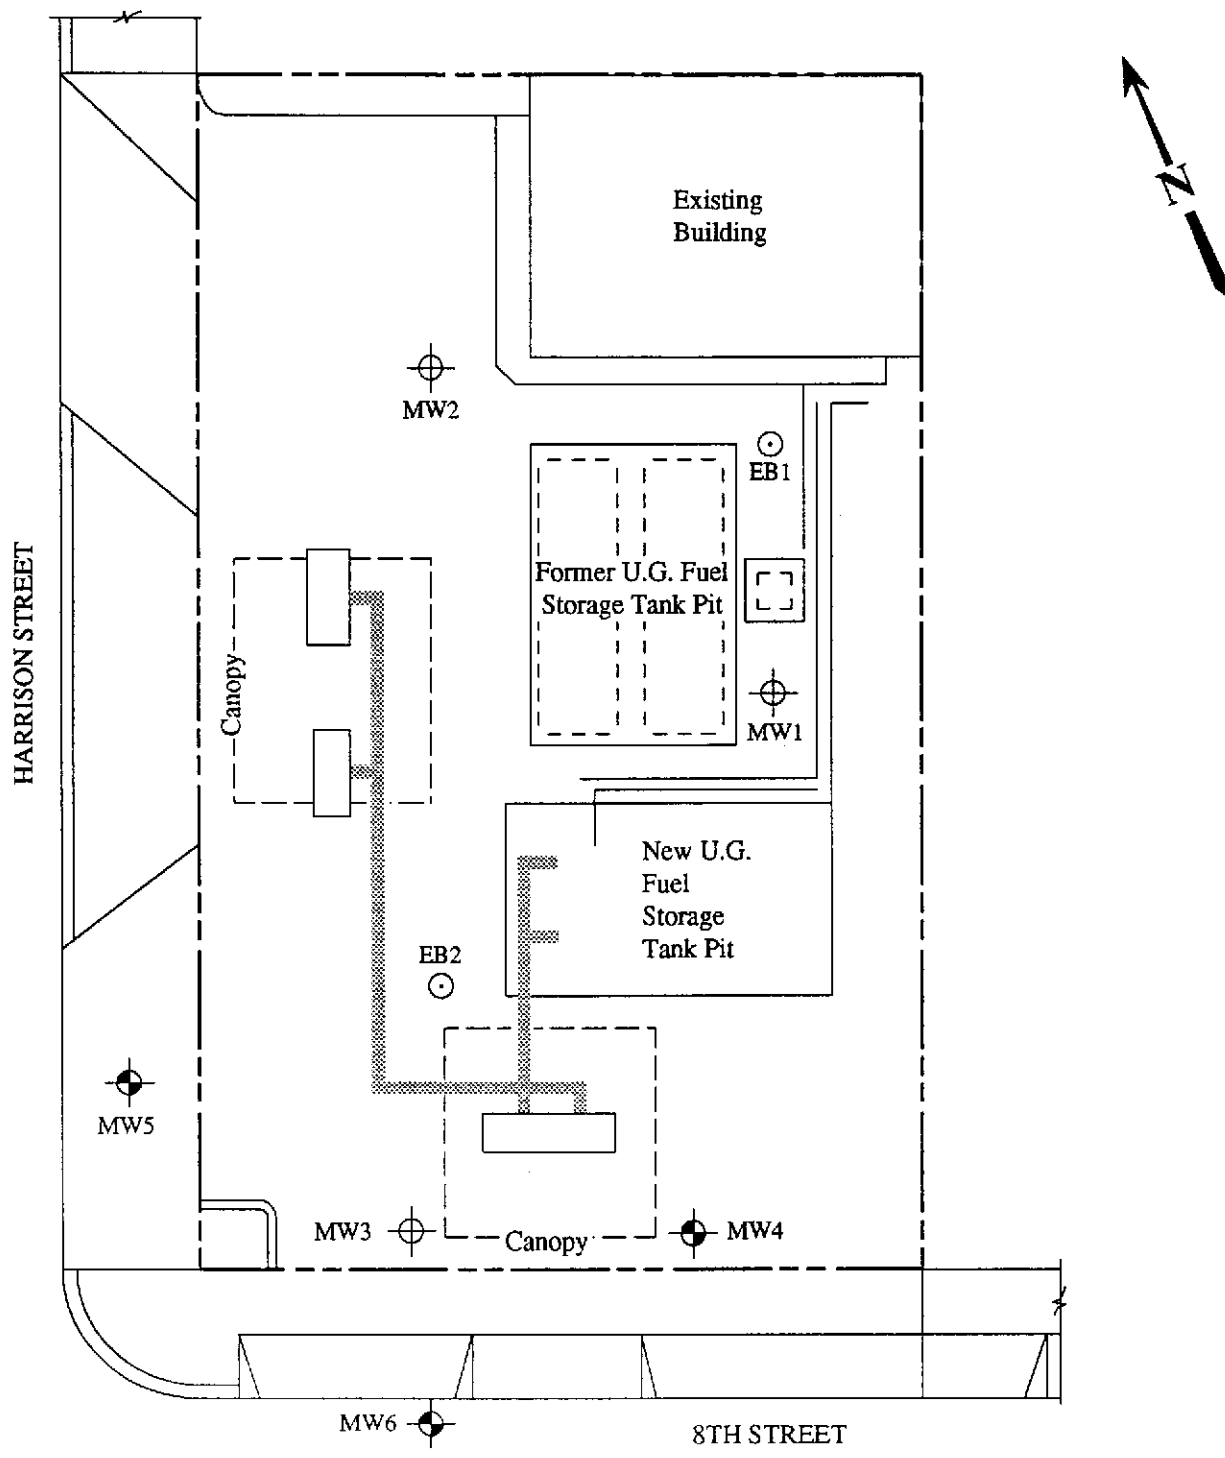 N
Existing
Building
MW2
EB1
HARRISON STREET
Former U.G. Fuel
Storage Tank Pit
Canopy
MW1
New U.G.
Fuel
Storage
Tank Pit
EB2
MW5
MW3
Canopy
MW4
MW6
8TH STREET